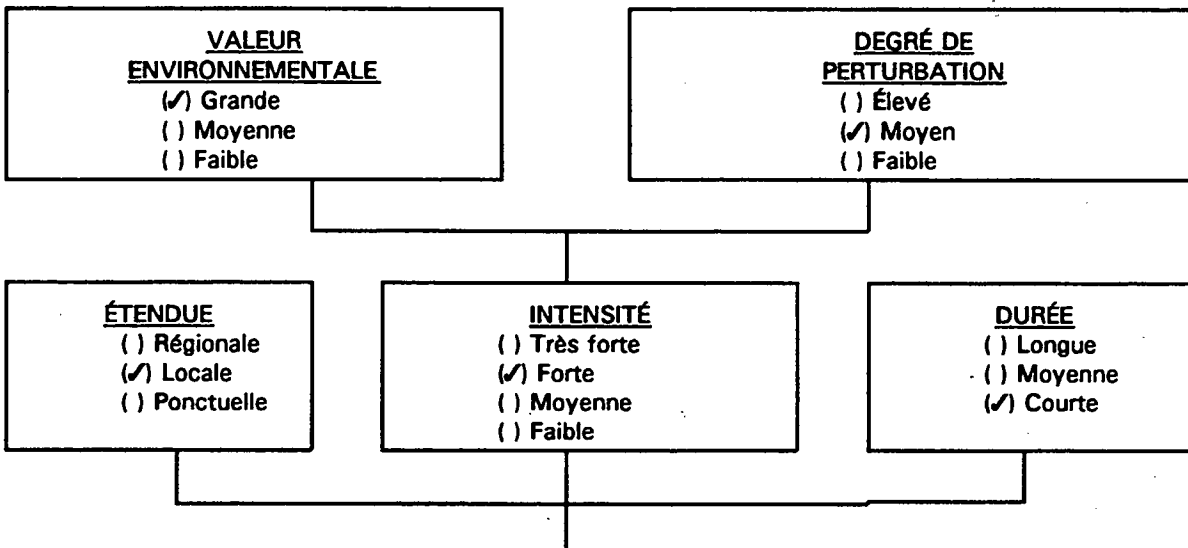 VALEUR
ENVIRONNEMENTALE
(✓) Grande
( ) Moyenne
( ) Faible
DEGRÉ DE
PERTURBATION
( ) Élevé
(✓) Moyen
( ) Faible
ÉTENDUE
( ) Régionale
(✓) Locale
( ) Ponctuelle
INTENSITÉ
( ) Très forte
(✓) Forte
( ) Moyenne
( ) Faible
DURÉE
( ) Longue
( ) Moyenne
(✓) Courte